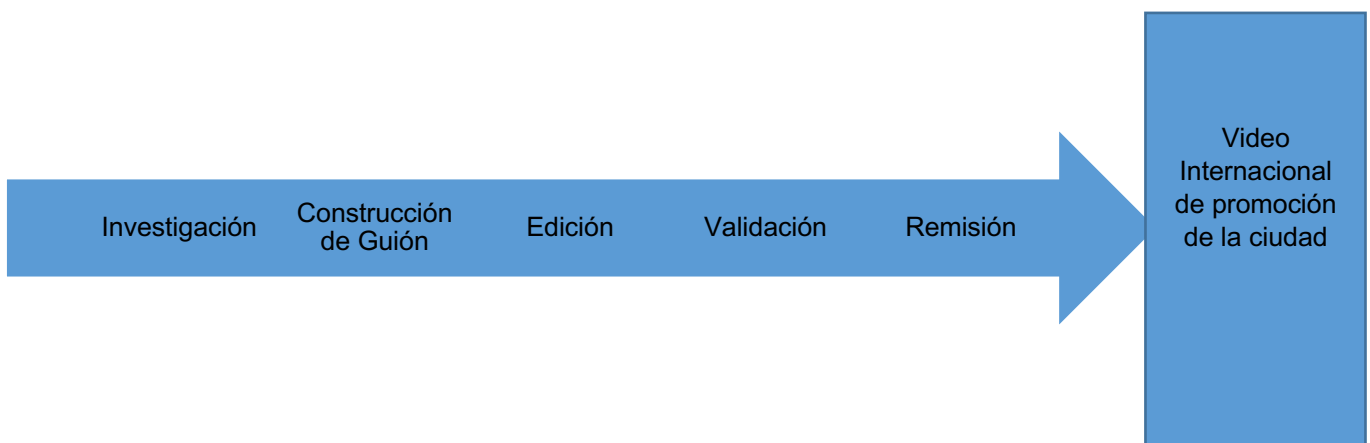 Investigación
Construcción
de Guión
Edición
Validación
Remisión
Video
Internacional
de promoción
de la ciudad